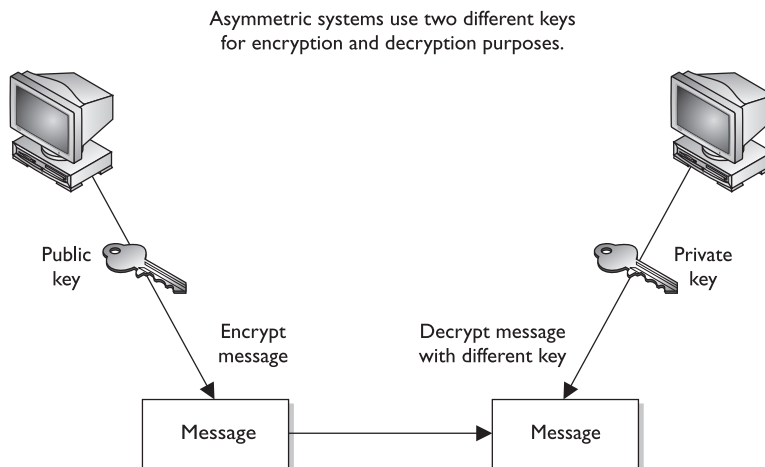 Asymmetric systems use two different keys
for encryption and decryption purposes.
Public
key
Private
key
Encrypt
message
Decrypt message
with different key
Message
Message